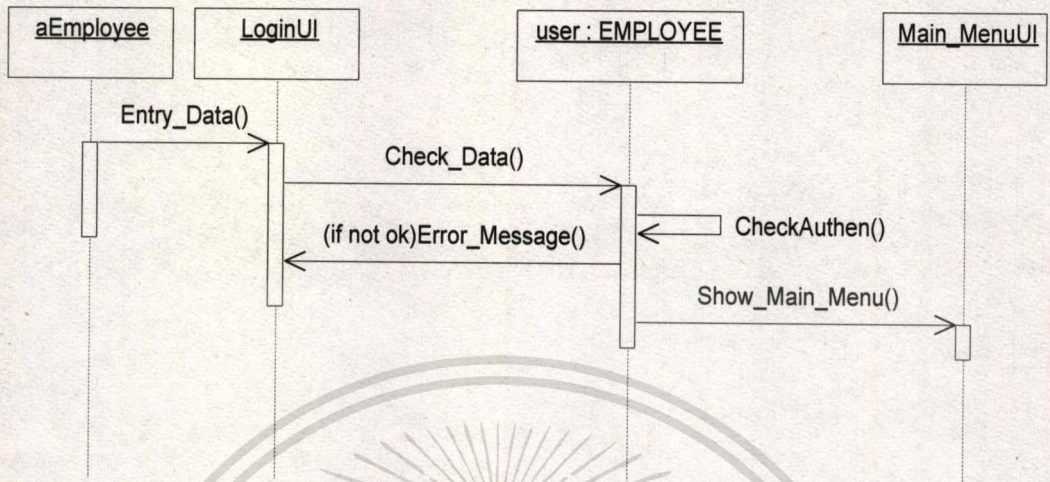 aEmployee
LoginUI
user : EMPLOYEE
Main_MenuUI
Entry_Data()
Check_Data()
CheckAuthen()
(if not ok)Error_Message()
Show_Main_Menu()